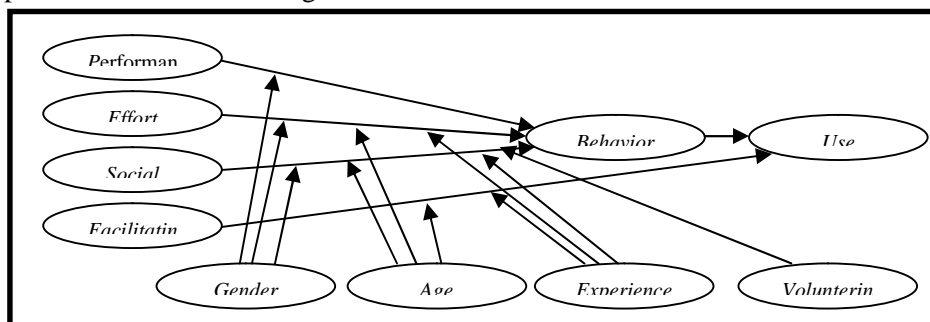 Performan
Effort
Social
Facilitatin
Behavior
Use
Gender
Age
Experience
Volunterin